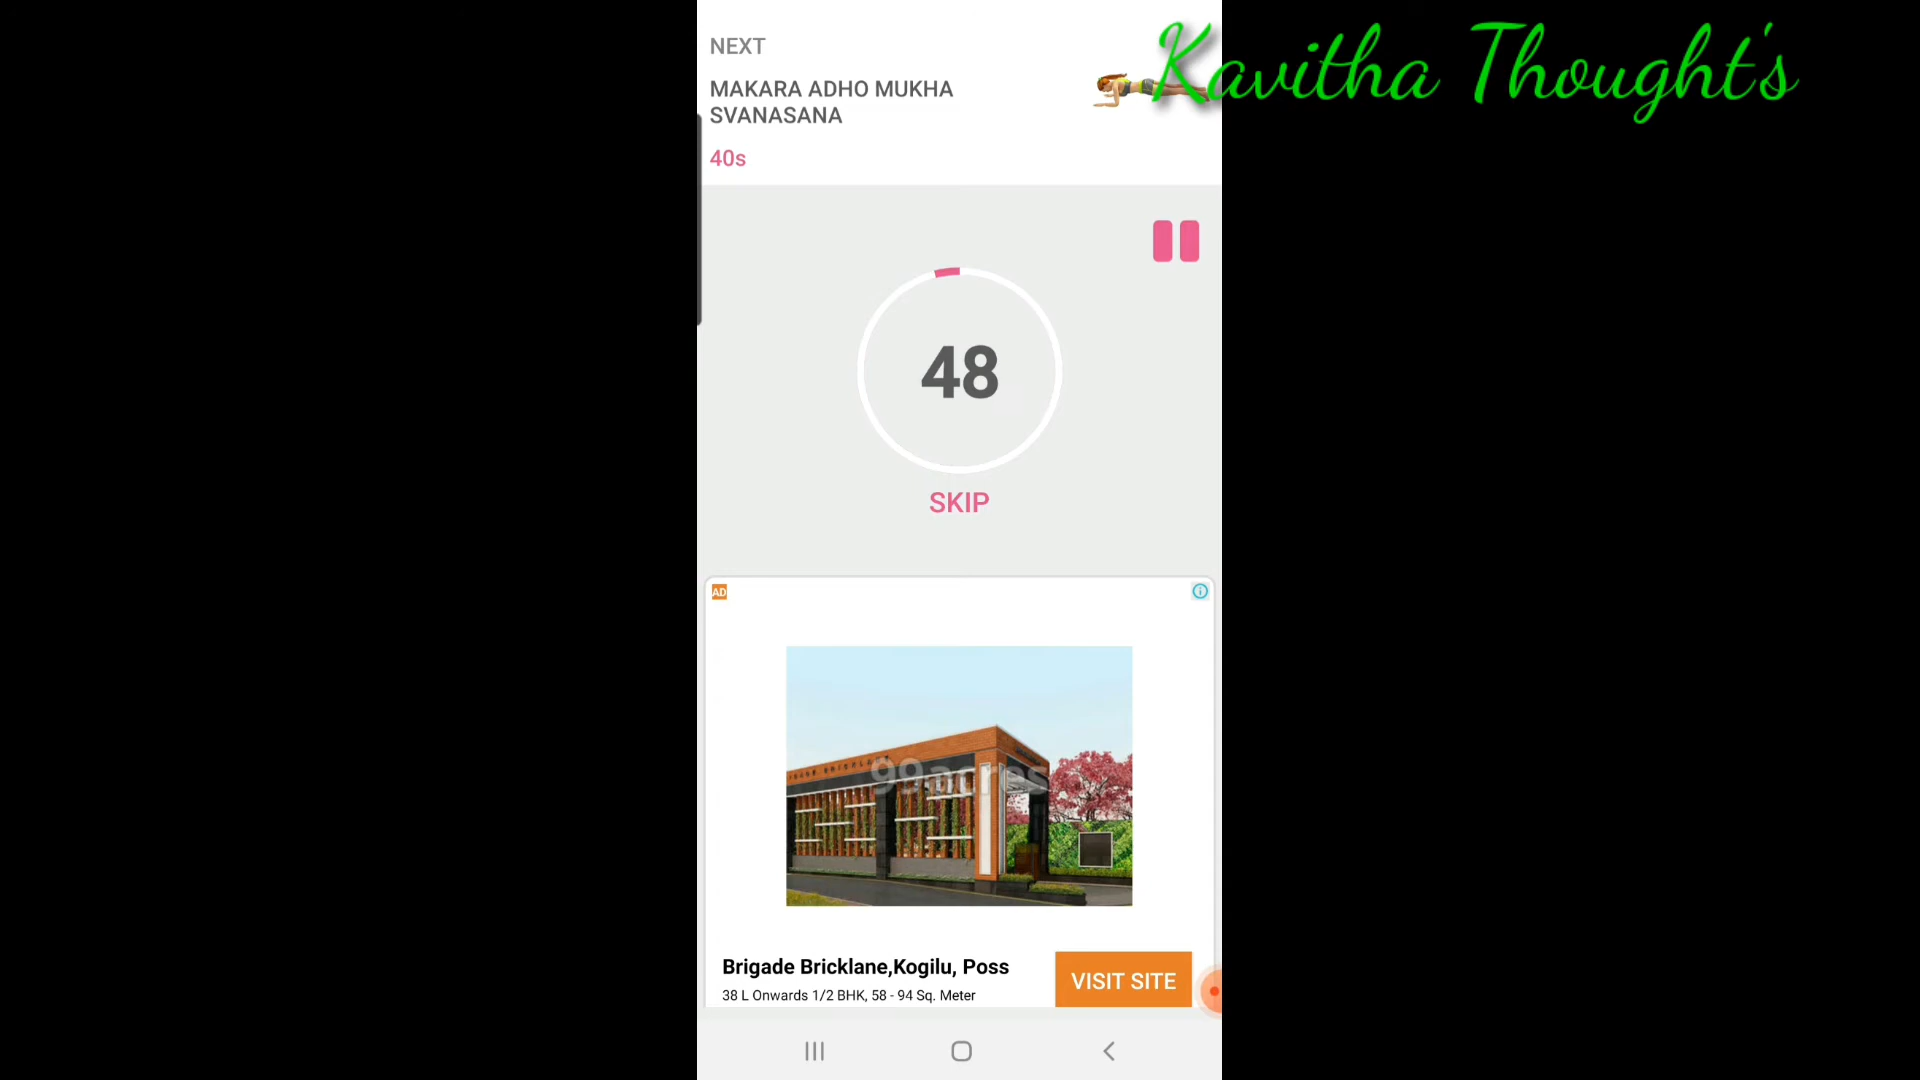 NEXT
MAKARA ADHO MUKHA
SVANASANA
40s
Kavitha Thought's
48
SKIP
AD
99acres
Brigade Bricklane,Kogilu, Poss
38 L Onwards 1/2 BHK, 58 - 94 Sq. Meter
VISIT SITE